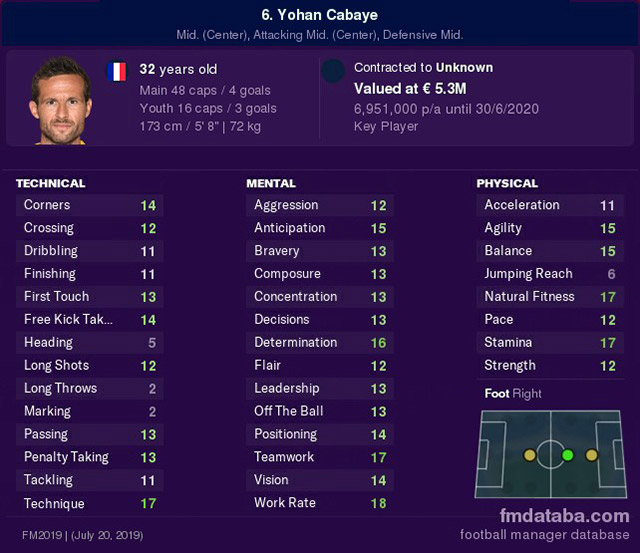 6. Yohan Cabaye
Mid. (Center), Attacking Mid. (Center), Defensive Mid.
32 years old
Main 48 caps / 4 goals
Youth 16 caps / 3 goals
173 cm / 5' 8" | 72 kg
Contracted to Unknown
Valued at € 5.3M
6,951,000 p/a until 30/6/2020
Key Player
TECHNICAL
Corners 14
Crossing 12
Dribbling 11
Finishing 11
First Touch 13
Free Kick Tak... 14
Heading 5
Long Shots 12
Long Throws 2
Marking 2
Passing 13
Penalty Taking 13
Tackling 11
Technique 17
MENTAL
Aggression 12
Anticipation 15
Bravery 13
Composure 13
Concentration 13
Decisions 13
Determination 16
Flair 12
Leadership 13
Off The Ball 13
Positioning 14
Teamwork 17
Vision 14
Work Rate 18
PHYSICAL
Acceleration 11
Agility 15
Balance 15
Jumping Reach 6
Natural Fitness 17
Pace 12
Stamina 17
Strength 12
Foot Right
FM2019 | (July 20, 2019)
fmdataba.com
football manager database